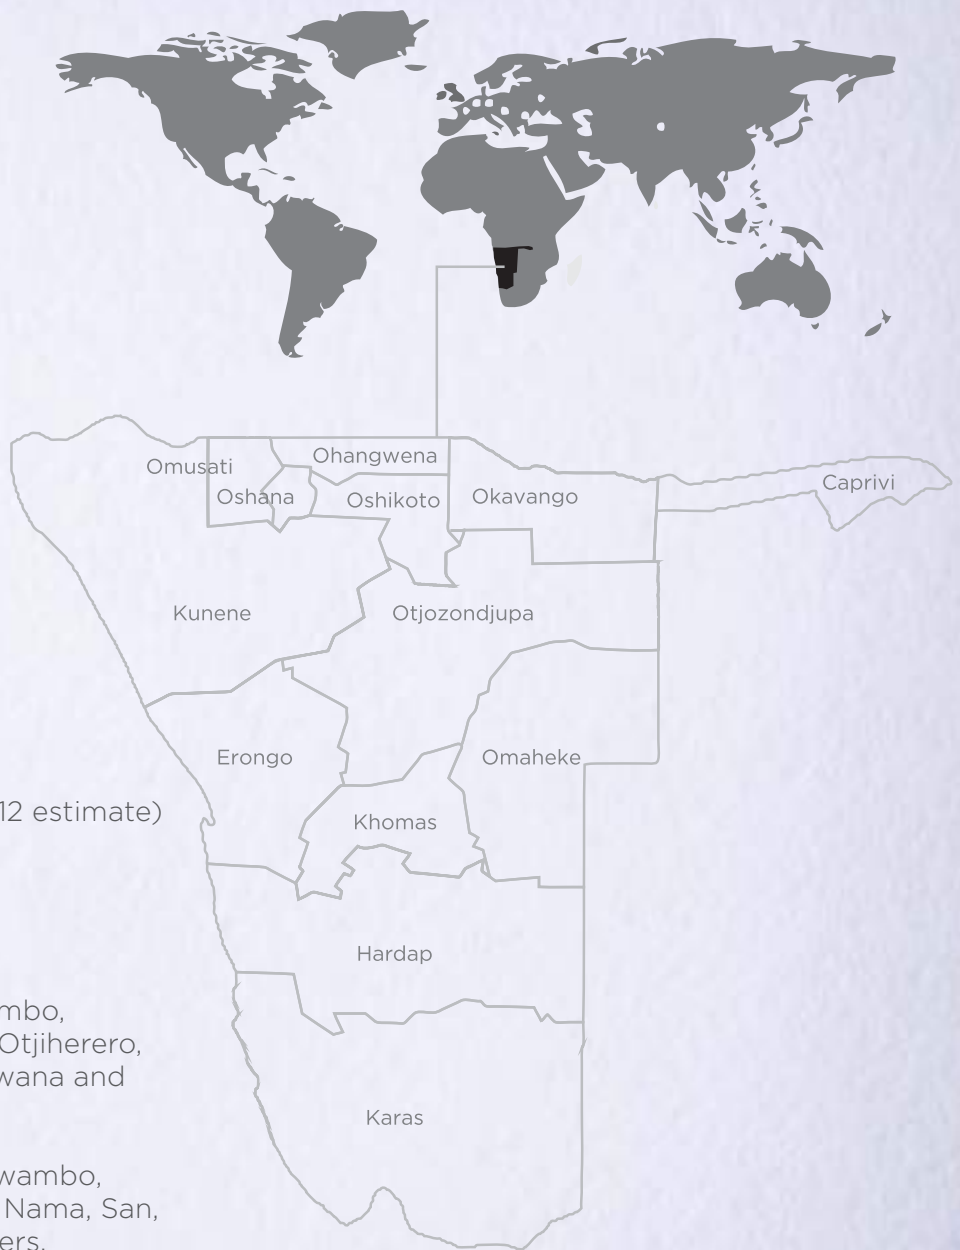 Ohangwena
Omusati
Caprivi
Oshana
Oshikoto
Okavango
Kunene
Otjozondjupa
Erongo
Omaheke
12 estimate)
Khomas
Hardap
mbo,
Otjiherero,
wana and
Karas
wambo,
Nama, San,
ers.